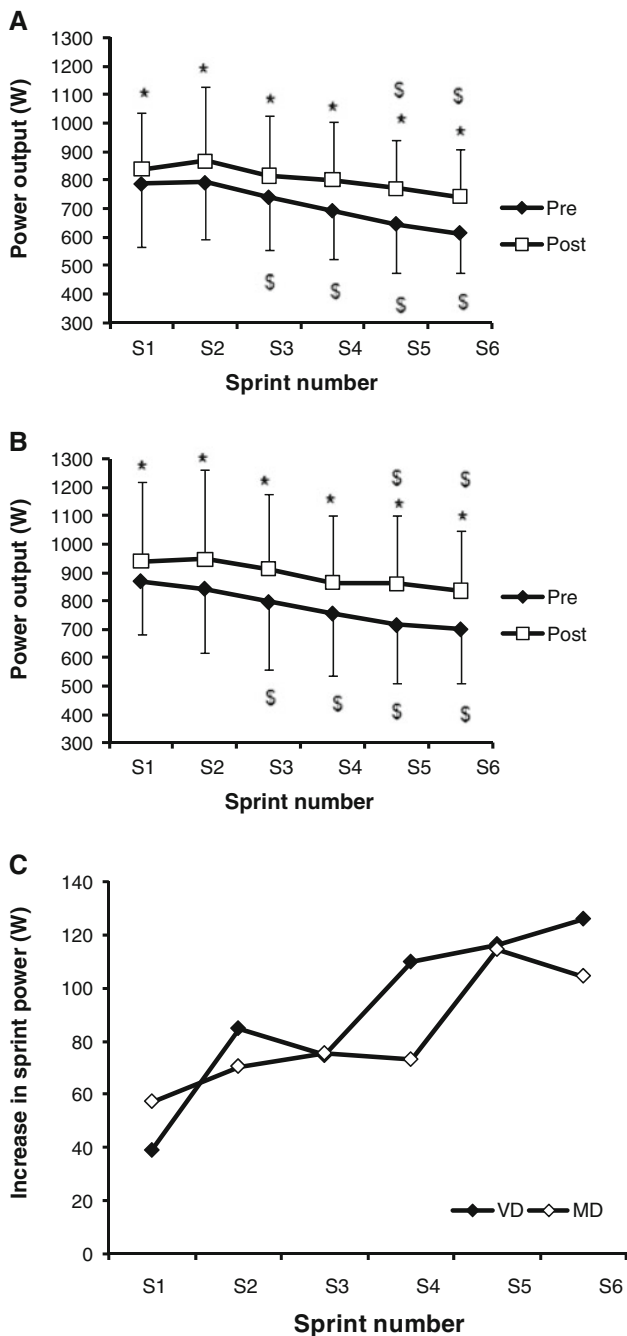 A
Power output (W)
1300
1200
1100
1000
900
800
700
600
500
400
300
* * * * $ $
* *
$ $ $ $
Pre
Post
S1 S2 S3 S4 S5 S6
Sprint number
B
Power output (W)
1300
1200
1100
1000
900
800
700
600
500
400
300
* * * * $ $
* *
$ $ $ $
Pre
Post
S1 S2 S3 S4 S5 S6
Sprint number
C
Increase in sprint power (W)
140
120
100
80
60
40
20
0
VD MD
S1 S2 S3 S4 S5 S6
Sprint number